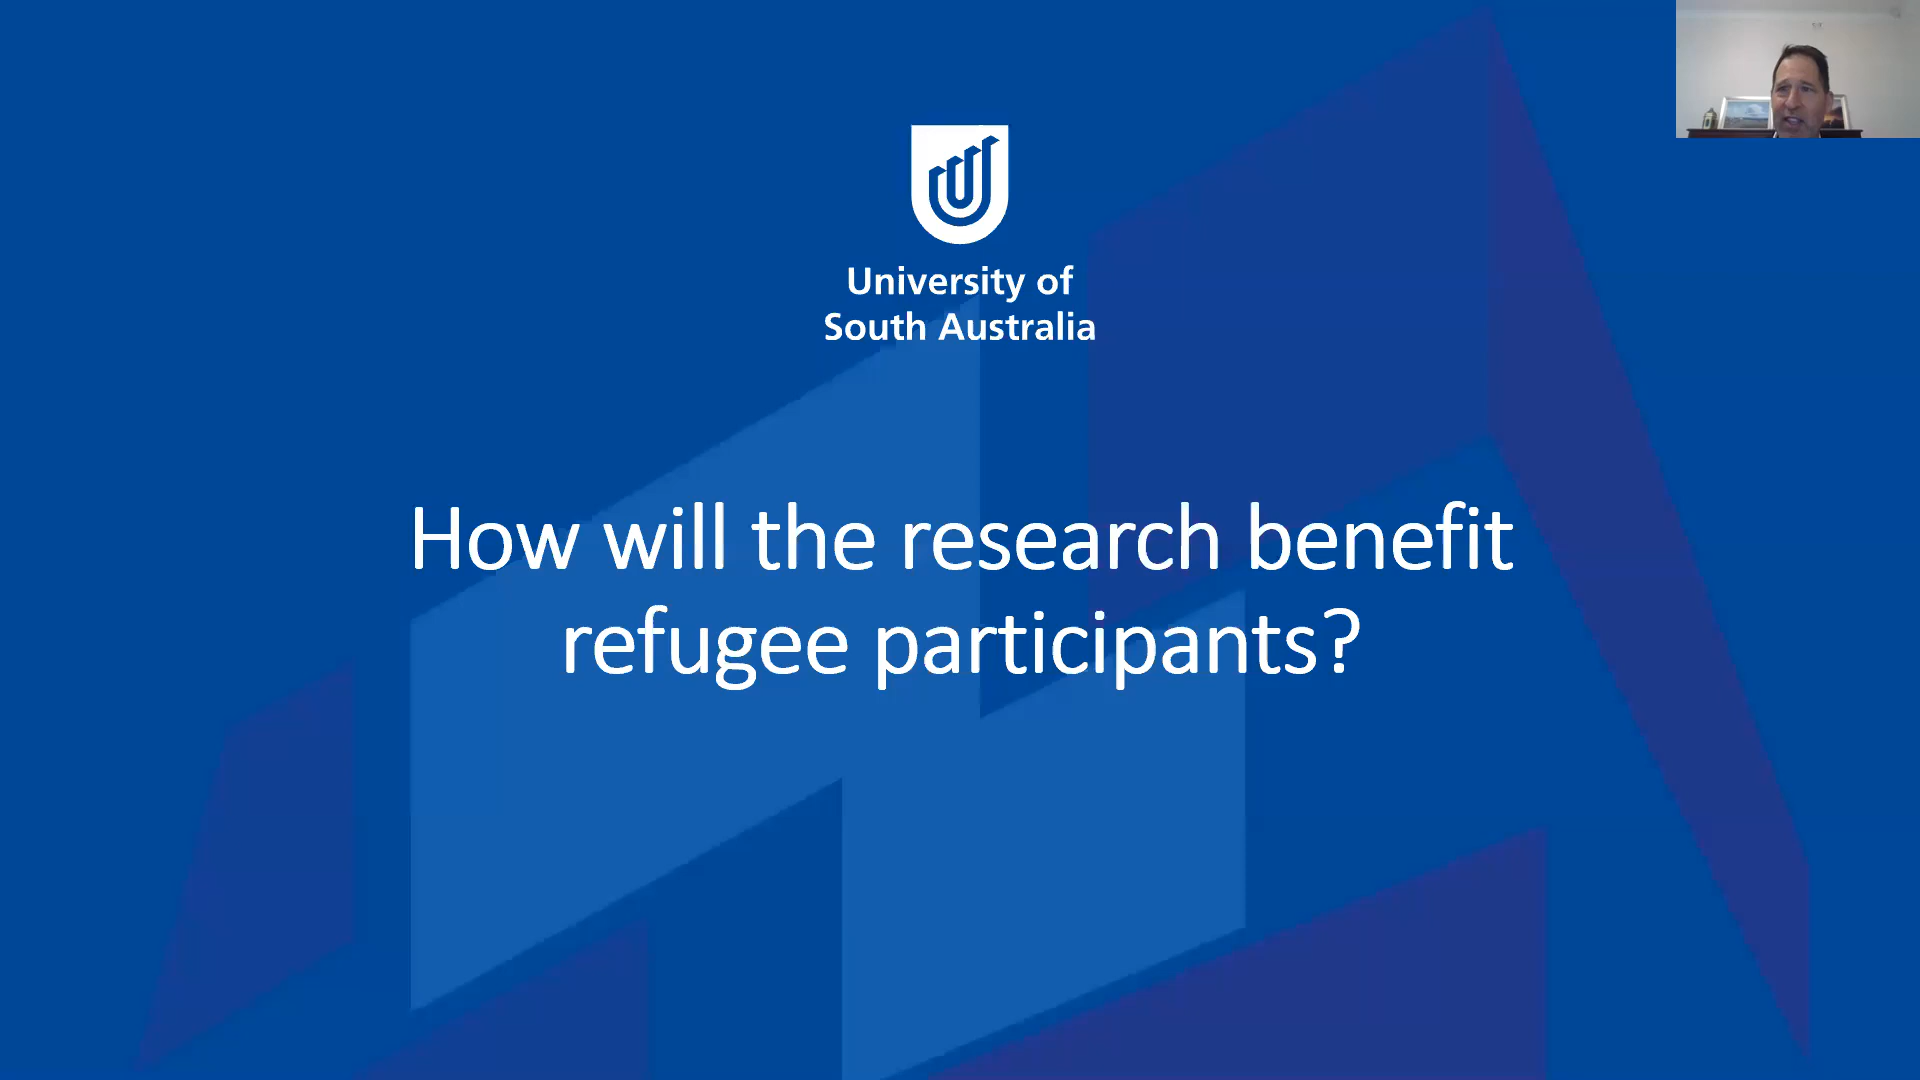 University of
South Australia
How will the research benefit
refugee participants?